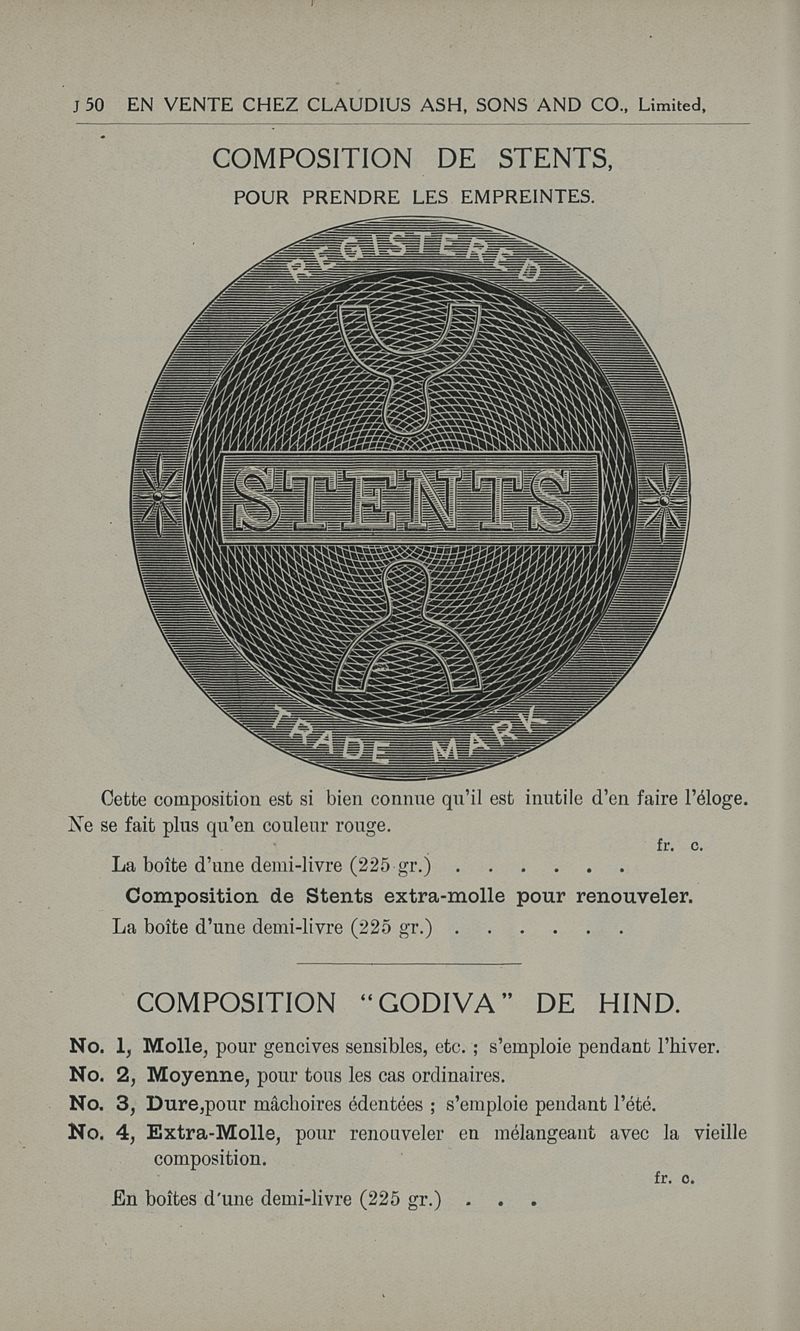 J 50 EN VENTE CHEZ CLAUDIUS ASH, SONS AND CO., Limited,
COMPOSITION DE STENTS,
POUR PRENDRE LES EMPREINTES.
REGISTERED
STENTS
TRADE MARK
Cette composition est si bien connue qu'il est inutile d'en faire l'éloge.
Ne se fait plus qu'en couleur rouge.
fr. c.
La boîte d'une demi-livre (225 gr.) . . . . . .
Composition de Stents extra-molle pour renouveler.
La boîte d'une demi-livre (225 gr.) . . . . . .
COMPOSITION "GODIVA" DE HIND.
No. 1, Molle, pour gencives sensibles, etc. ; s'emploie pendant l'hiver.
No. 2, Moyenne, pour tous les cas ordinaires.
No. 3, Dure,pour mâchoires édentées ; s'emploie pendant l'été.
No. 4, Extra-Molle, pour renouveler en mélangeant avec la vieille
composition.
fr. c.
En boîtes d'une demi-livre (225 gr.) . . .